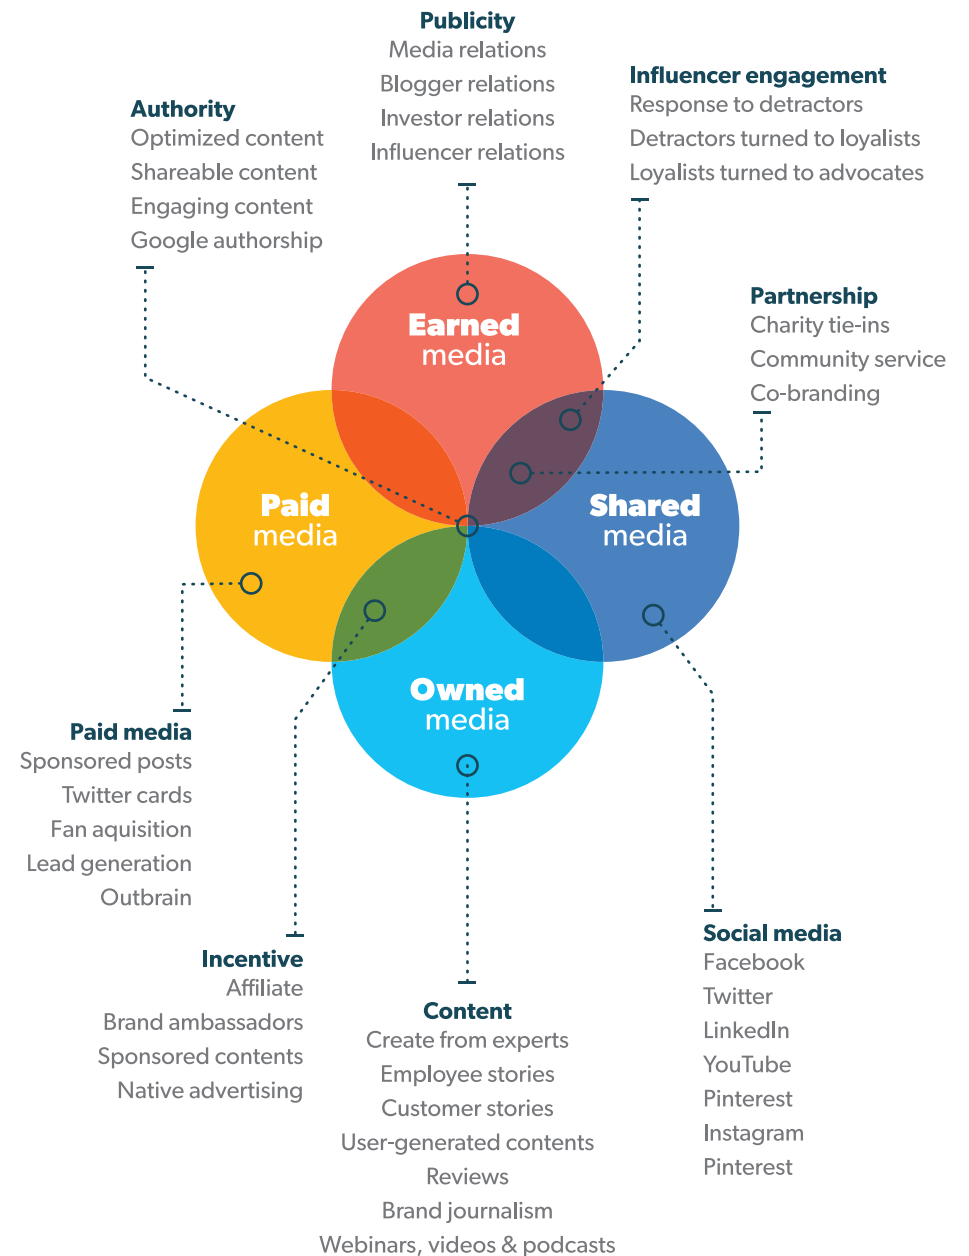 Publicity
Media relations
Blogger relations
Investor relations
Influencer relations
Influencer engagement
Response to detractors
Detractors turned to loyalists
Loyalists turned to advocates
Authority
Optimized content
Shareable content
Engaging content
Google authorship
Partnership
Charity tie-ins
Community service
Co-branding
Earned
media
Paid
media
Shared
media
Owned
media
Paid media
Sponsored posts
Twitter cards
Fan aquisition
Lead generation
Outbrain
Incentive
Affiliate
Brand ambassadors
Sponsored contents
Native advertising
Content
Create from experts
Employee stories
Customer stories
User-generated contents
Reviews
Brand journalism
Webinars, videos & podcasts
Social media
Facebook
Twitter
LinkedIn
YouTube
Pinterest
Instagram
Pinterest